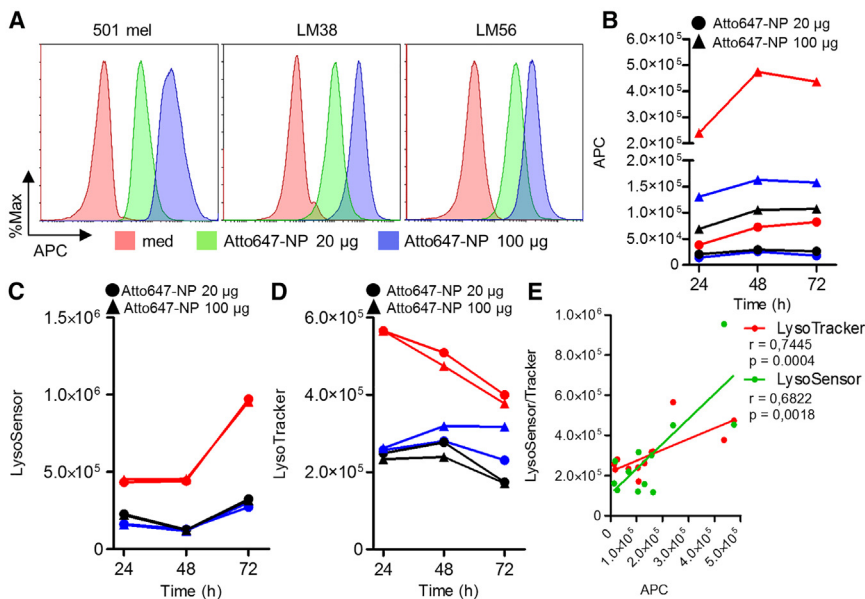 A
501 mel
LM38
LM56
%Max
APC
med
Atto647-NP 20 µg
Atto647-NP 100 µg
B
Atto647-NP 20 µg
Atto647-NP 100 µg
6.0×10⁵
5.0×10⁵
4.0×10⁵
3.0×10⁵
2.0×10⁵
2.0×10⁵
1.5×10⁵
1.0×10⁵
5.0×10⁴
0
APC
24 48 72
Time (h)
C
Atto647-NP 20 µg
Atto647-NP 100 µg
1.5×10⁶
1.0×10⁶
5.0×10⁵
0
LysoSensor
24 48 72
Time (h)
D
Atto647-NP 20 µg
Atto647-NP 100 µg
6.0×10⁵
4.0×10⁵
2.0×10⁵
0
LysoTracker
24 48 72
Time (h)
E
1.0×10⁶
8.0×10⁵
6.0×10⁵
4.0×10⁵
2.0×10⁵
0
LysoSensor/Tracker
LysoTracker
r = 0,7445
p = 0.0004
LysoSensor
r = 0,6822
p = 0,0018
0 1.0×10⁵ 2.0×10⁵ 3.0×10⁵ 4.0×10⁵ 5.0×10⁵
APC